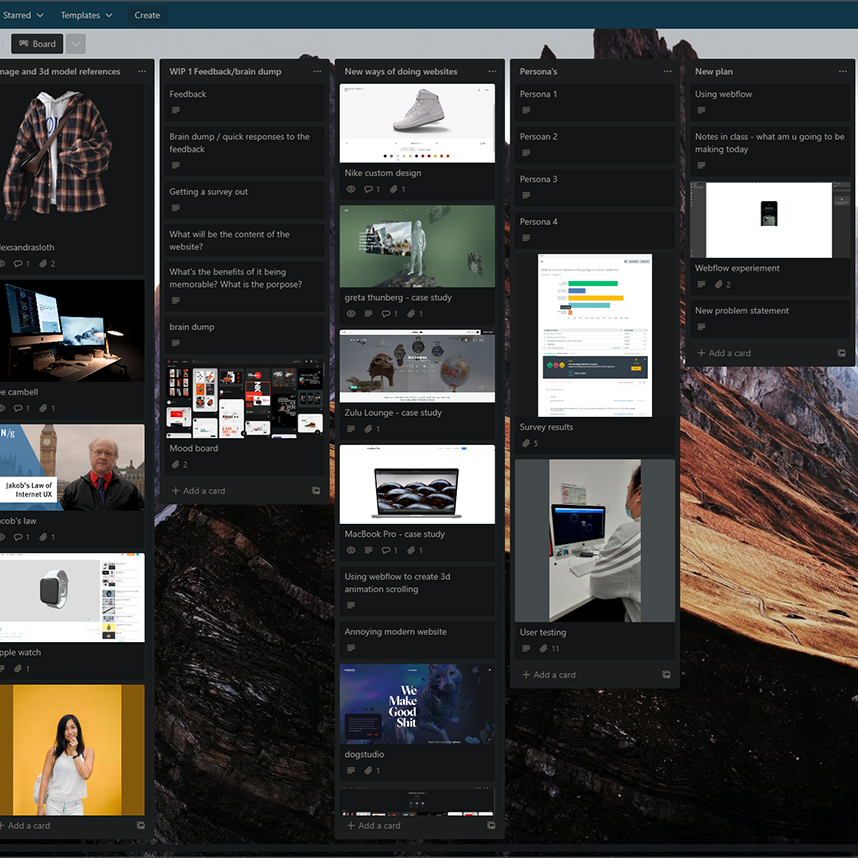 Starred
Templates
Create
Board
mage and 3d model references
lexsandrasloth
1
2
ee cambell
1
1
N/g
Jakob's Law of
Internet UX
acob's law
1
1
pple watch
1
Add a card
WIP 1 Feedback/brain dump
Feedback
Brain dump / quick responses to the
feedback
Getting a survey out
What will be the content of the
website?
What's the benefits of it being
memorable? What is the porpose?
brain dump
Mood board
2
+ Add a card
New ways of doing websites
Nike custom design
1
1
greta thunberg - case study
1
1
Zulu Lounge - case study
1
MacBook Pro - case study
1
1
Using webflow to create 3d
animation scrolling
Annoying modern website
We
Make
Good
Shit
dogstudio
1
+ Add a card
Persona's
Persona 1
Persoan 2
Persona 3
Persona 4
Survey results
5
User testing
11
+ Add a card
New plan
Using webflow
Notes in class - what am u going to be
making today
Webflow experiement
2
New problem statement
+ Add a card